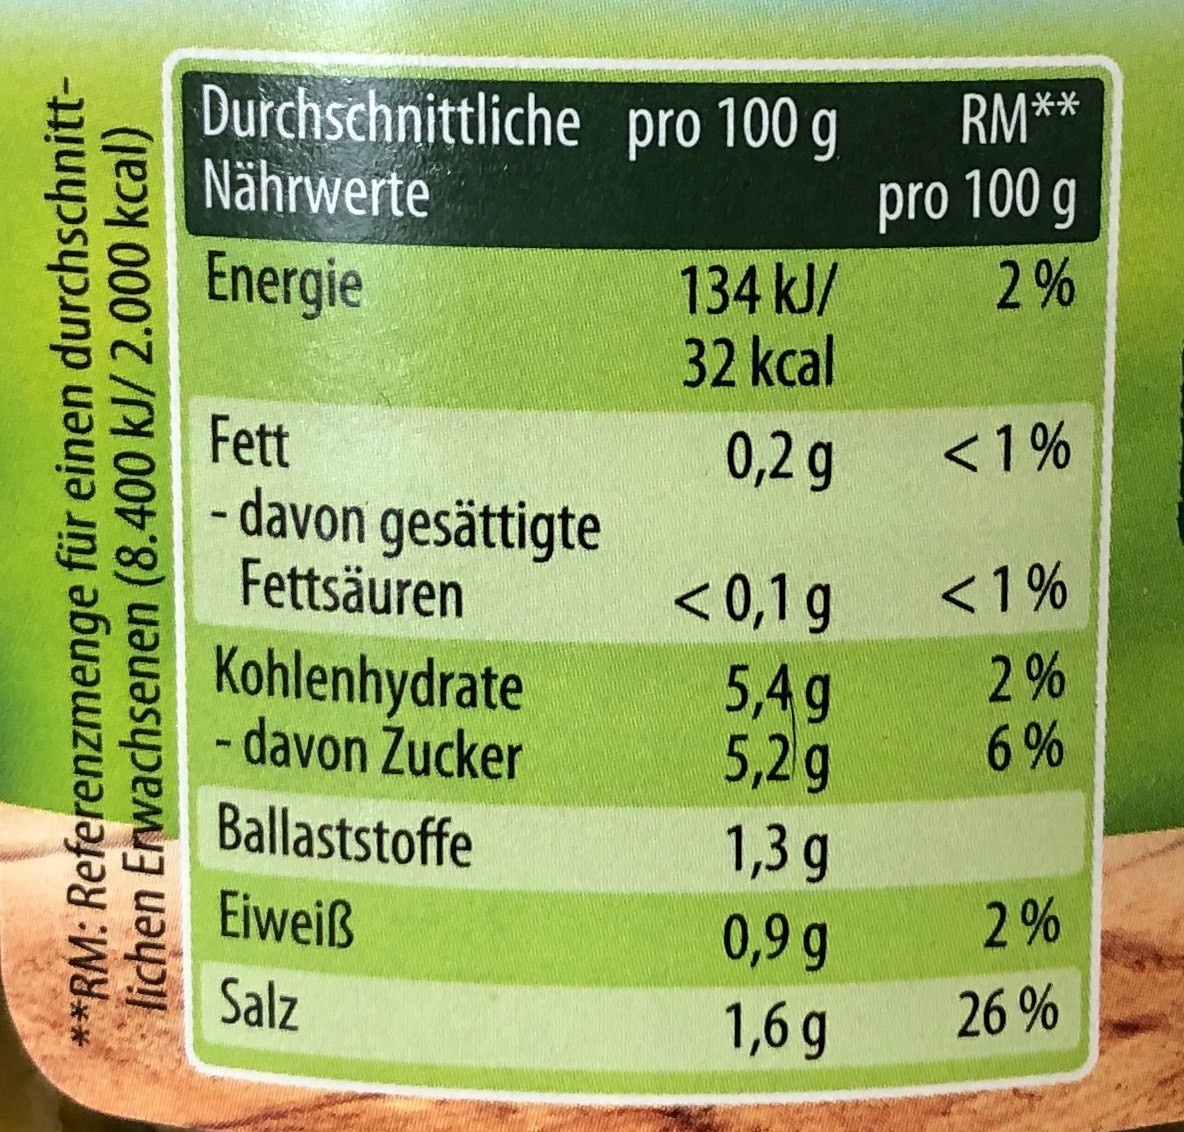 Durchschnittliche pro 100 g RM**
Nährwerte pro 100 g
Energie 134 kJ/ 2 %
32 kcal
Fett 0,2 g < 1 %
- davon gesättigte
Fettsäuren < 0,1 g < 1 %
Kohlenhydrate 5,4 g 2 %
- davon Zucker 5,2 g 6 %
Ballaststoffe 1,3 g
Eiweiß 0,9 g 2 %
Salz 1,6 g 26 %
**RM: Referenzmenge für einen durchschnitt-
lichen Erwachsenen (8.400 kJ/ 2.000 kcal)